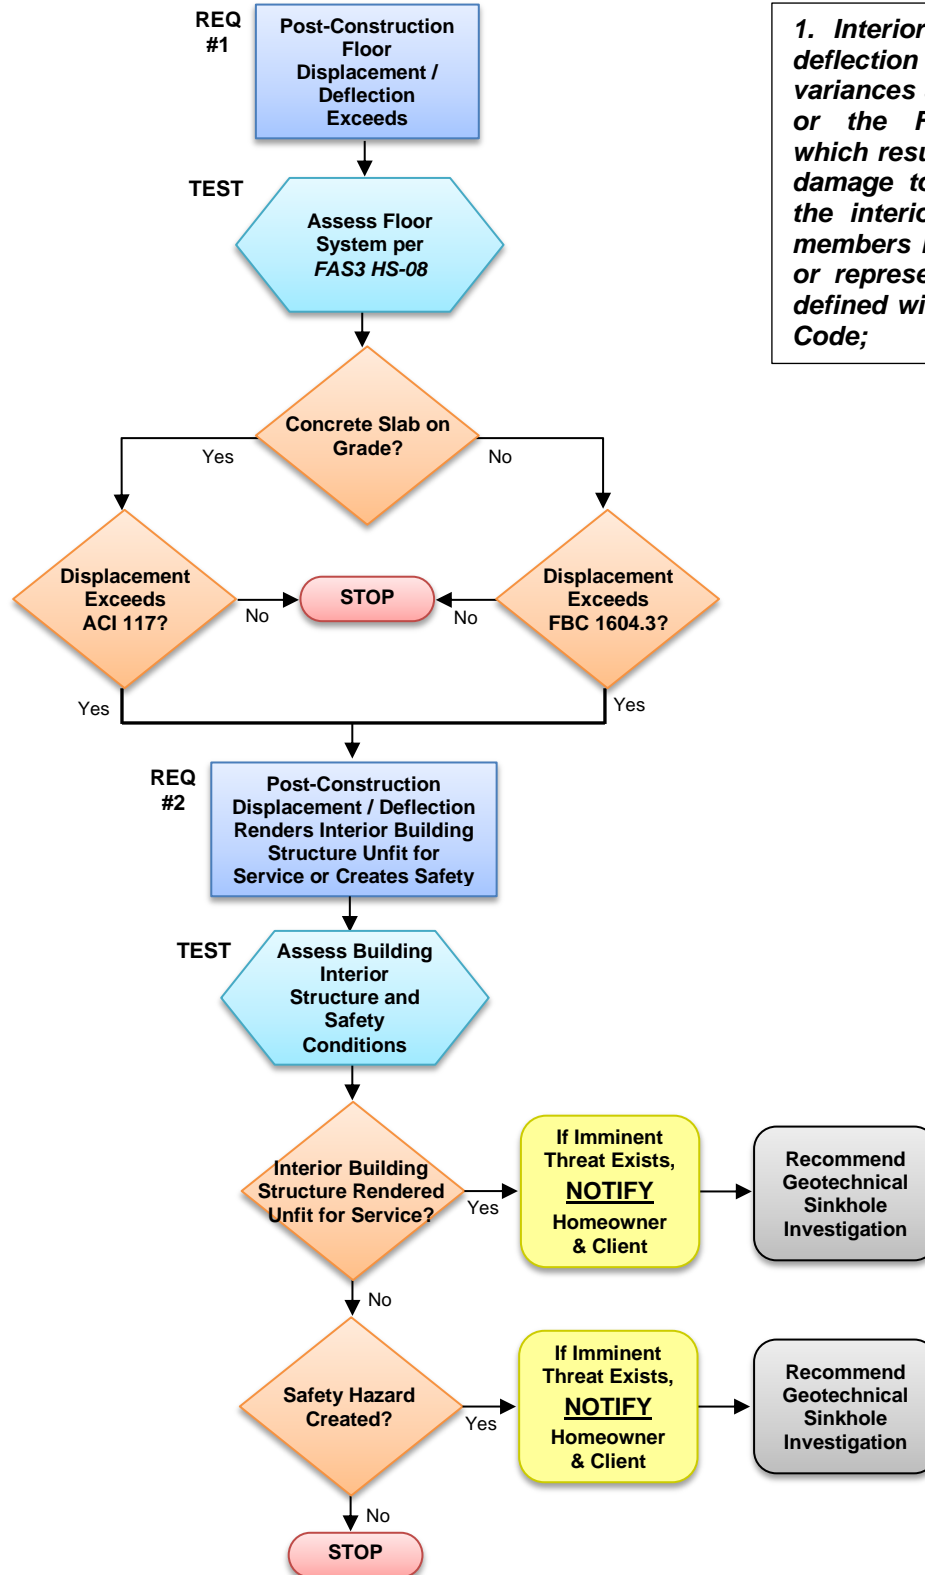 REQ
#1
Post-Construction
Floor
Displacement /
Deflection
Exceeds
1. Interior
deflection
variances
or the F
which resu
damage to
the interio
members
or represe
defined wi
Code;
TEST
Assess Floor
System per
FAS3 HS-08
Concrete Slab on
Grade?
Yes
No
Displacement
Exceeds
ACI 117?
No
STOP
No
Displacement
Exceeds
FBC 1604.3?
Yes
Yes
REQ
#2
Post-Construction
Displacement / Deflection
Renders Interior Building
Structure Unfit for
Service or Creates Safety
TEST
Assess Building
Interior
Structure and
Safety
Conditions
Interior Building
Structure Rendered
Unfit for Service?
Yes
If Imminent
Threat Exists,
NOTIFY
Homeowner
& Client
Recommend
Geotechnical
Sinkhole
Investigation
No
Safety Hazard
Created?
Yes
If Imminent
Threat Exists,
NOTIFY
Homeowner
& Client
Recommend
Geotechnical
Sinkhole
Investigation
No
STOP